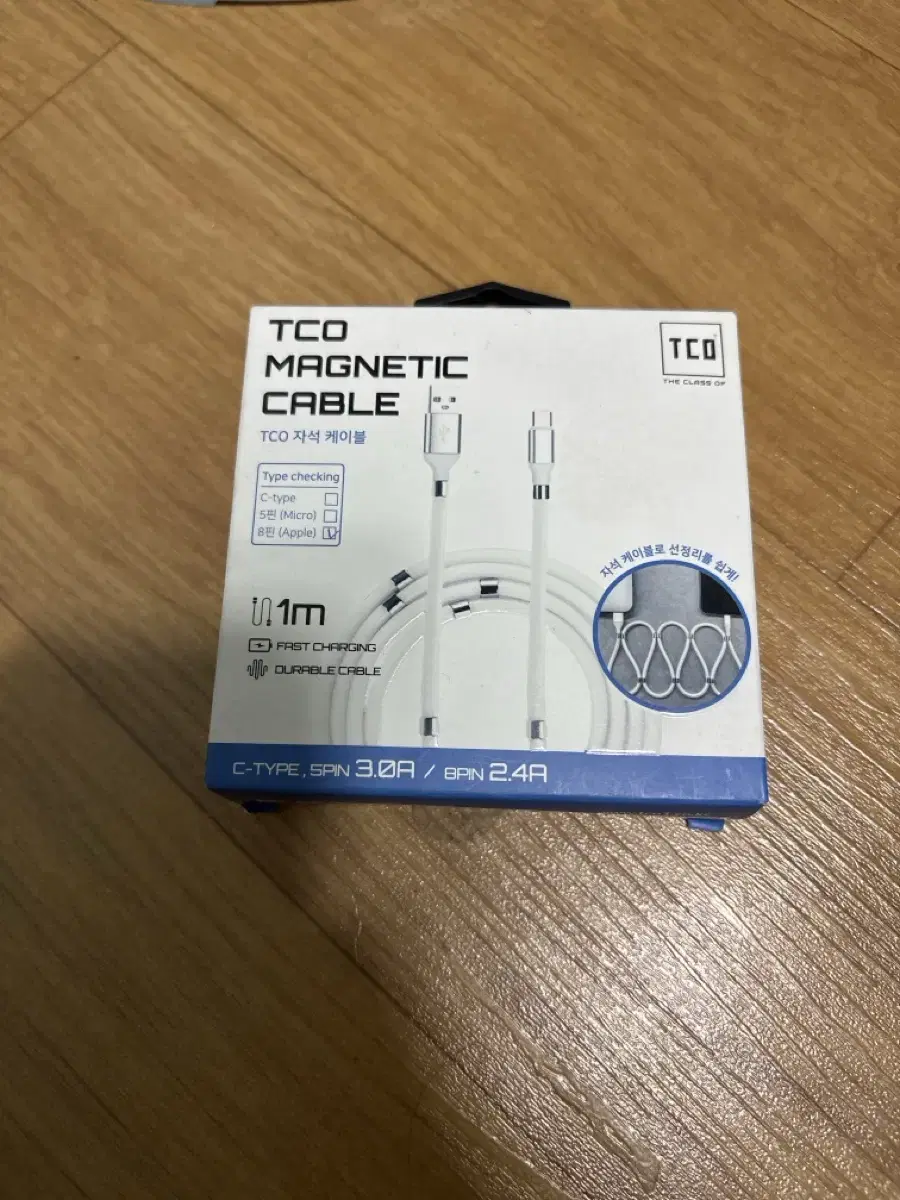 TCO
MAGNETIC
CABLE
TCO 자석 케이블
Type checking
C-type
5핀 (Micro)
8핀 (Apple)
1m
FAST CHARGING
DURABLE CABLE
TCO
THE CLASS OF
자석 케이블로 선정리를 쉽게!
C-TYPE, 5PIN 3.0A / 8PIN 2.4A